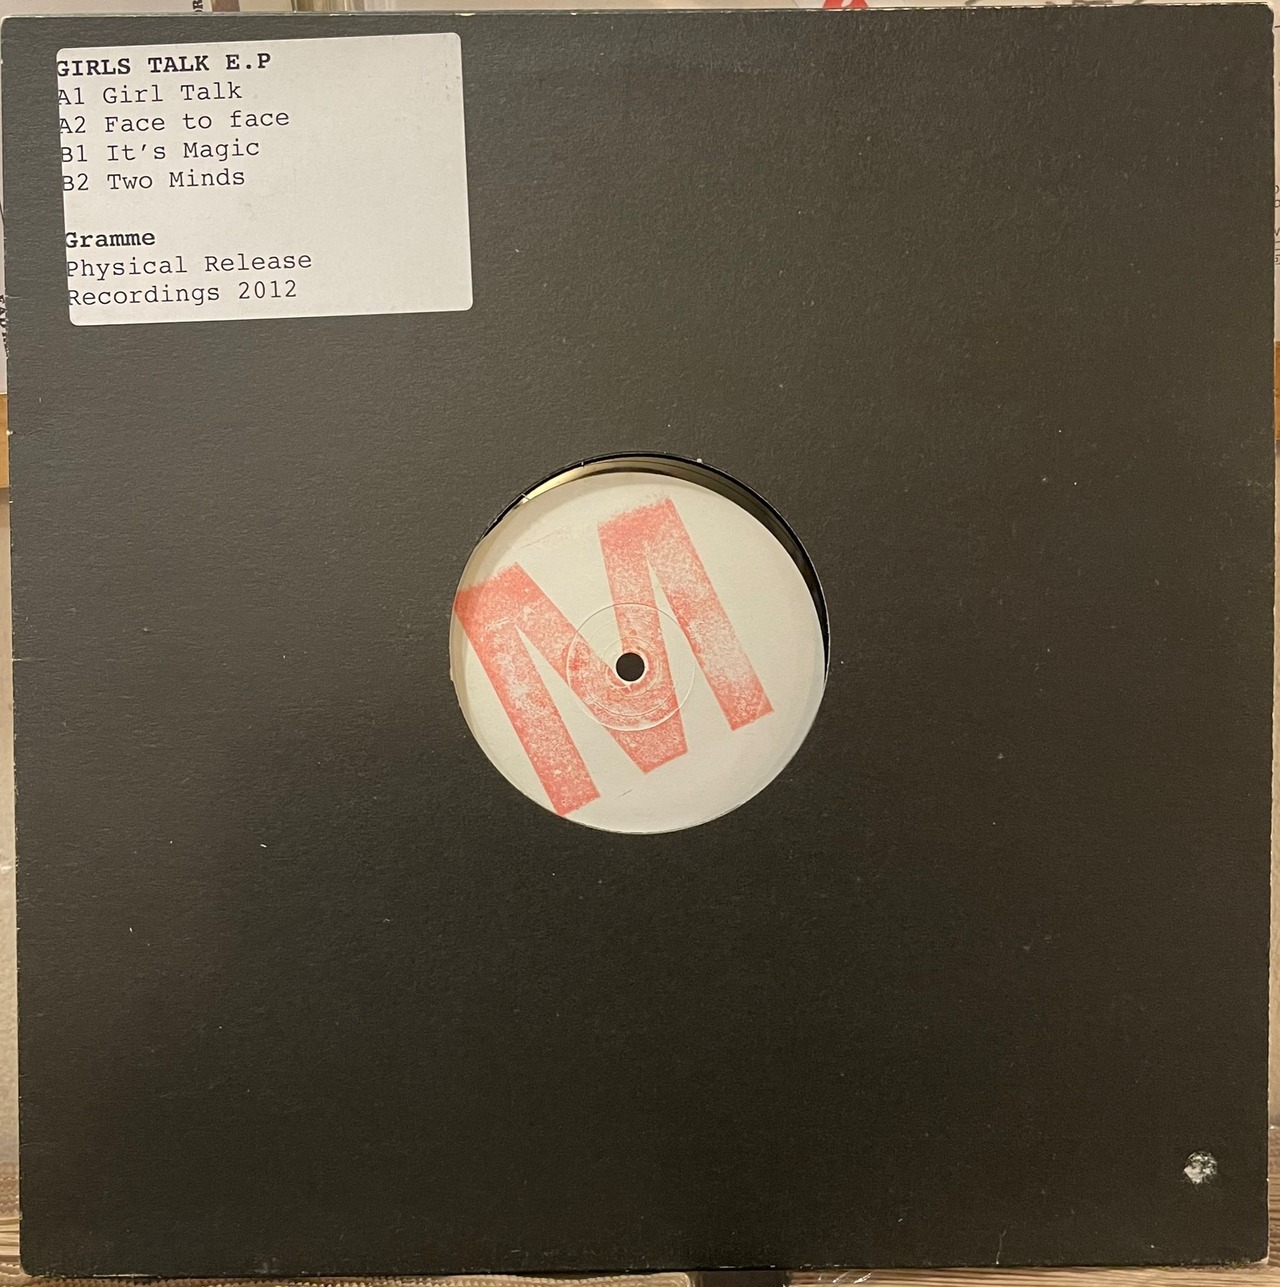 GIRLS TALK E.P
A1 Girl Talk
A2 Face to face
B1 It's Magic
B2 Two Minds
Gramme
Physical Release
Recordings 2012
M